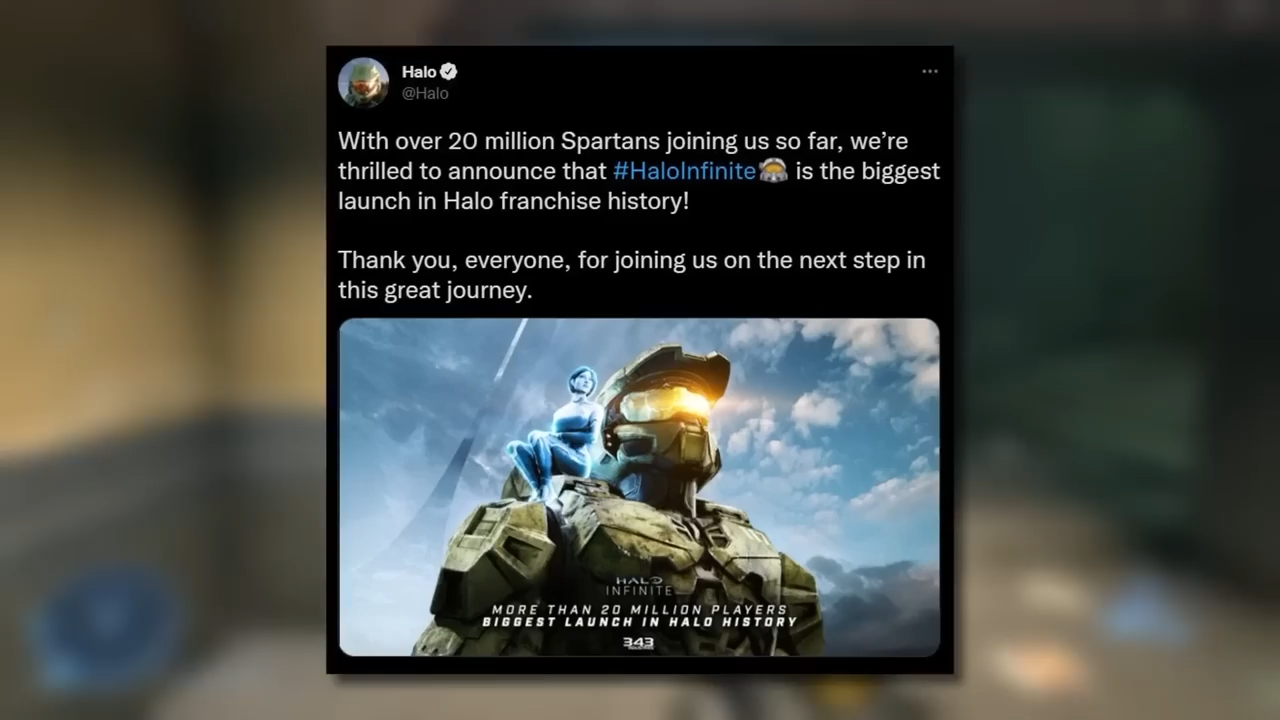 Halo
@Halo
With over 20 million Spartans joining us so far, we’re
thrilled to announce that #HaloInfinite is the biggest
launch in Halo franchise history!
Thank you, everyone, for joining us on the next step in
this great journey.
HALO
INFINITE
MORE THAN 20 MILLION PLAYERS
BIGGEST LAUNCH IN HALO HISTORY
343
INDUSTRIES